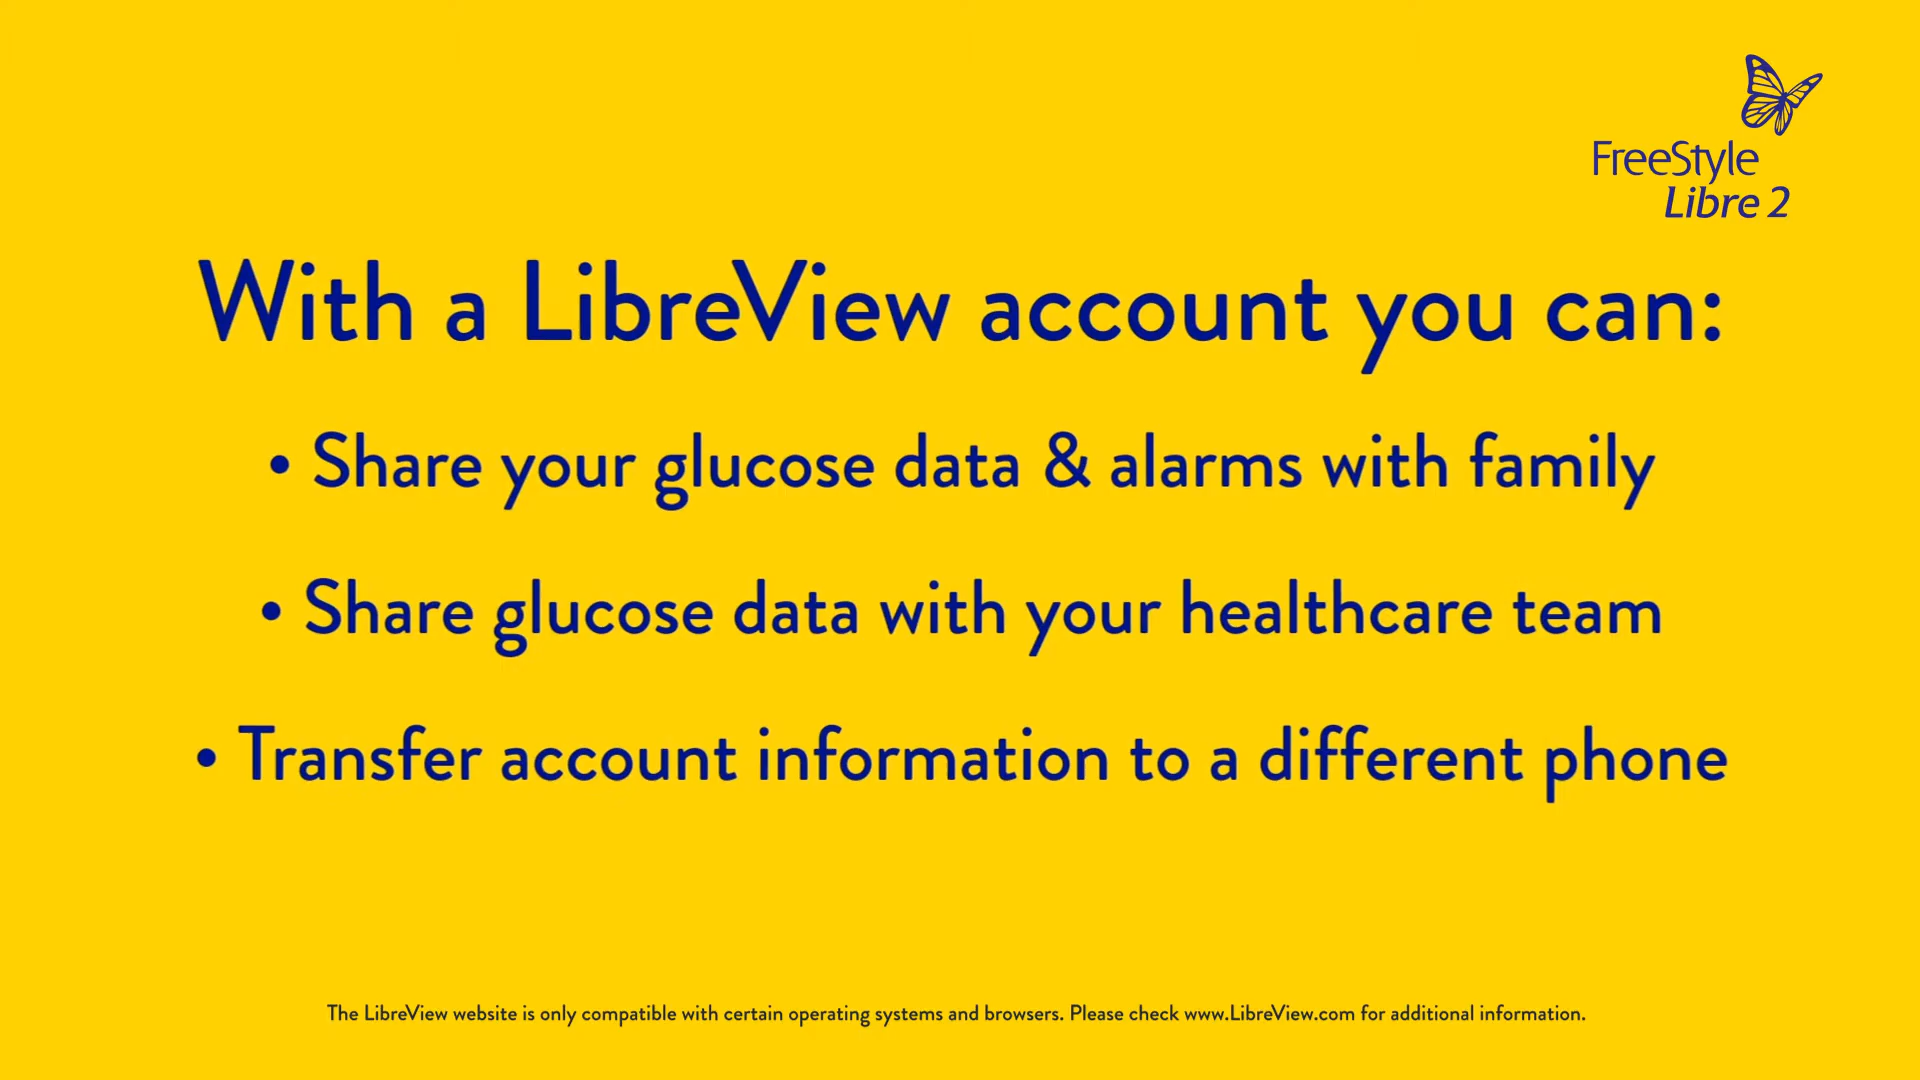 FreeStyle
Libre 2
With a LibreView account you can:
• Share your glucose data & alarms with family
• Share glucose data with your healthcare team
• Transfer account information to a different phone
The LibreView website is only compatible with certain operating systems and browsers. Please check www.LibreView.com for additional information.